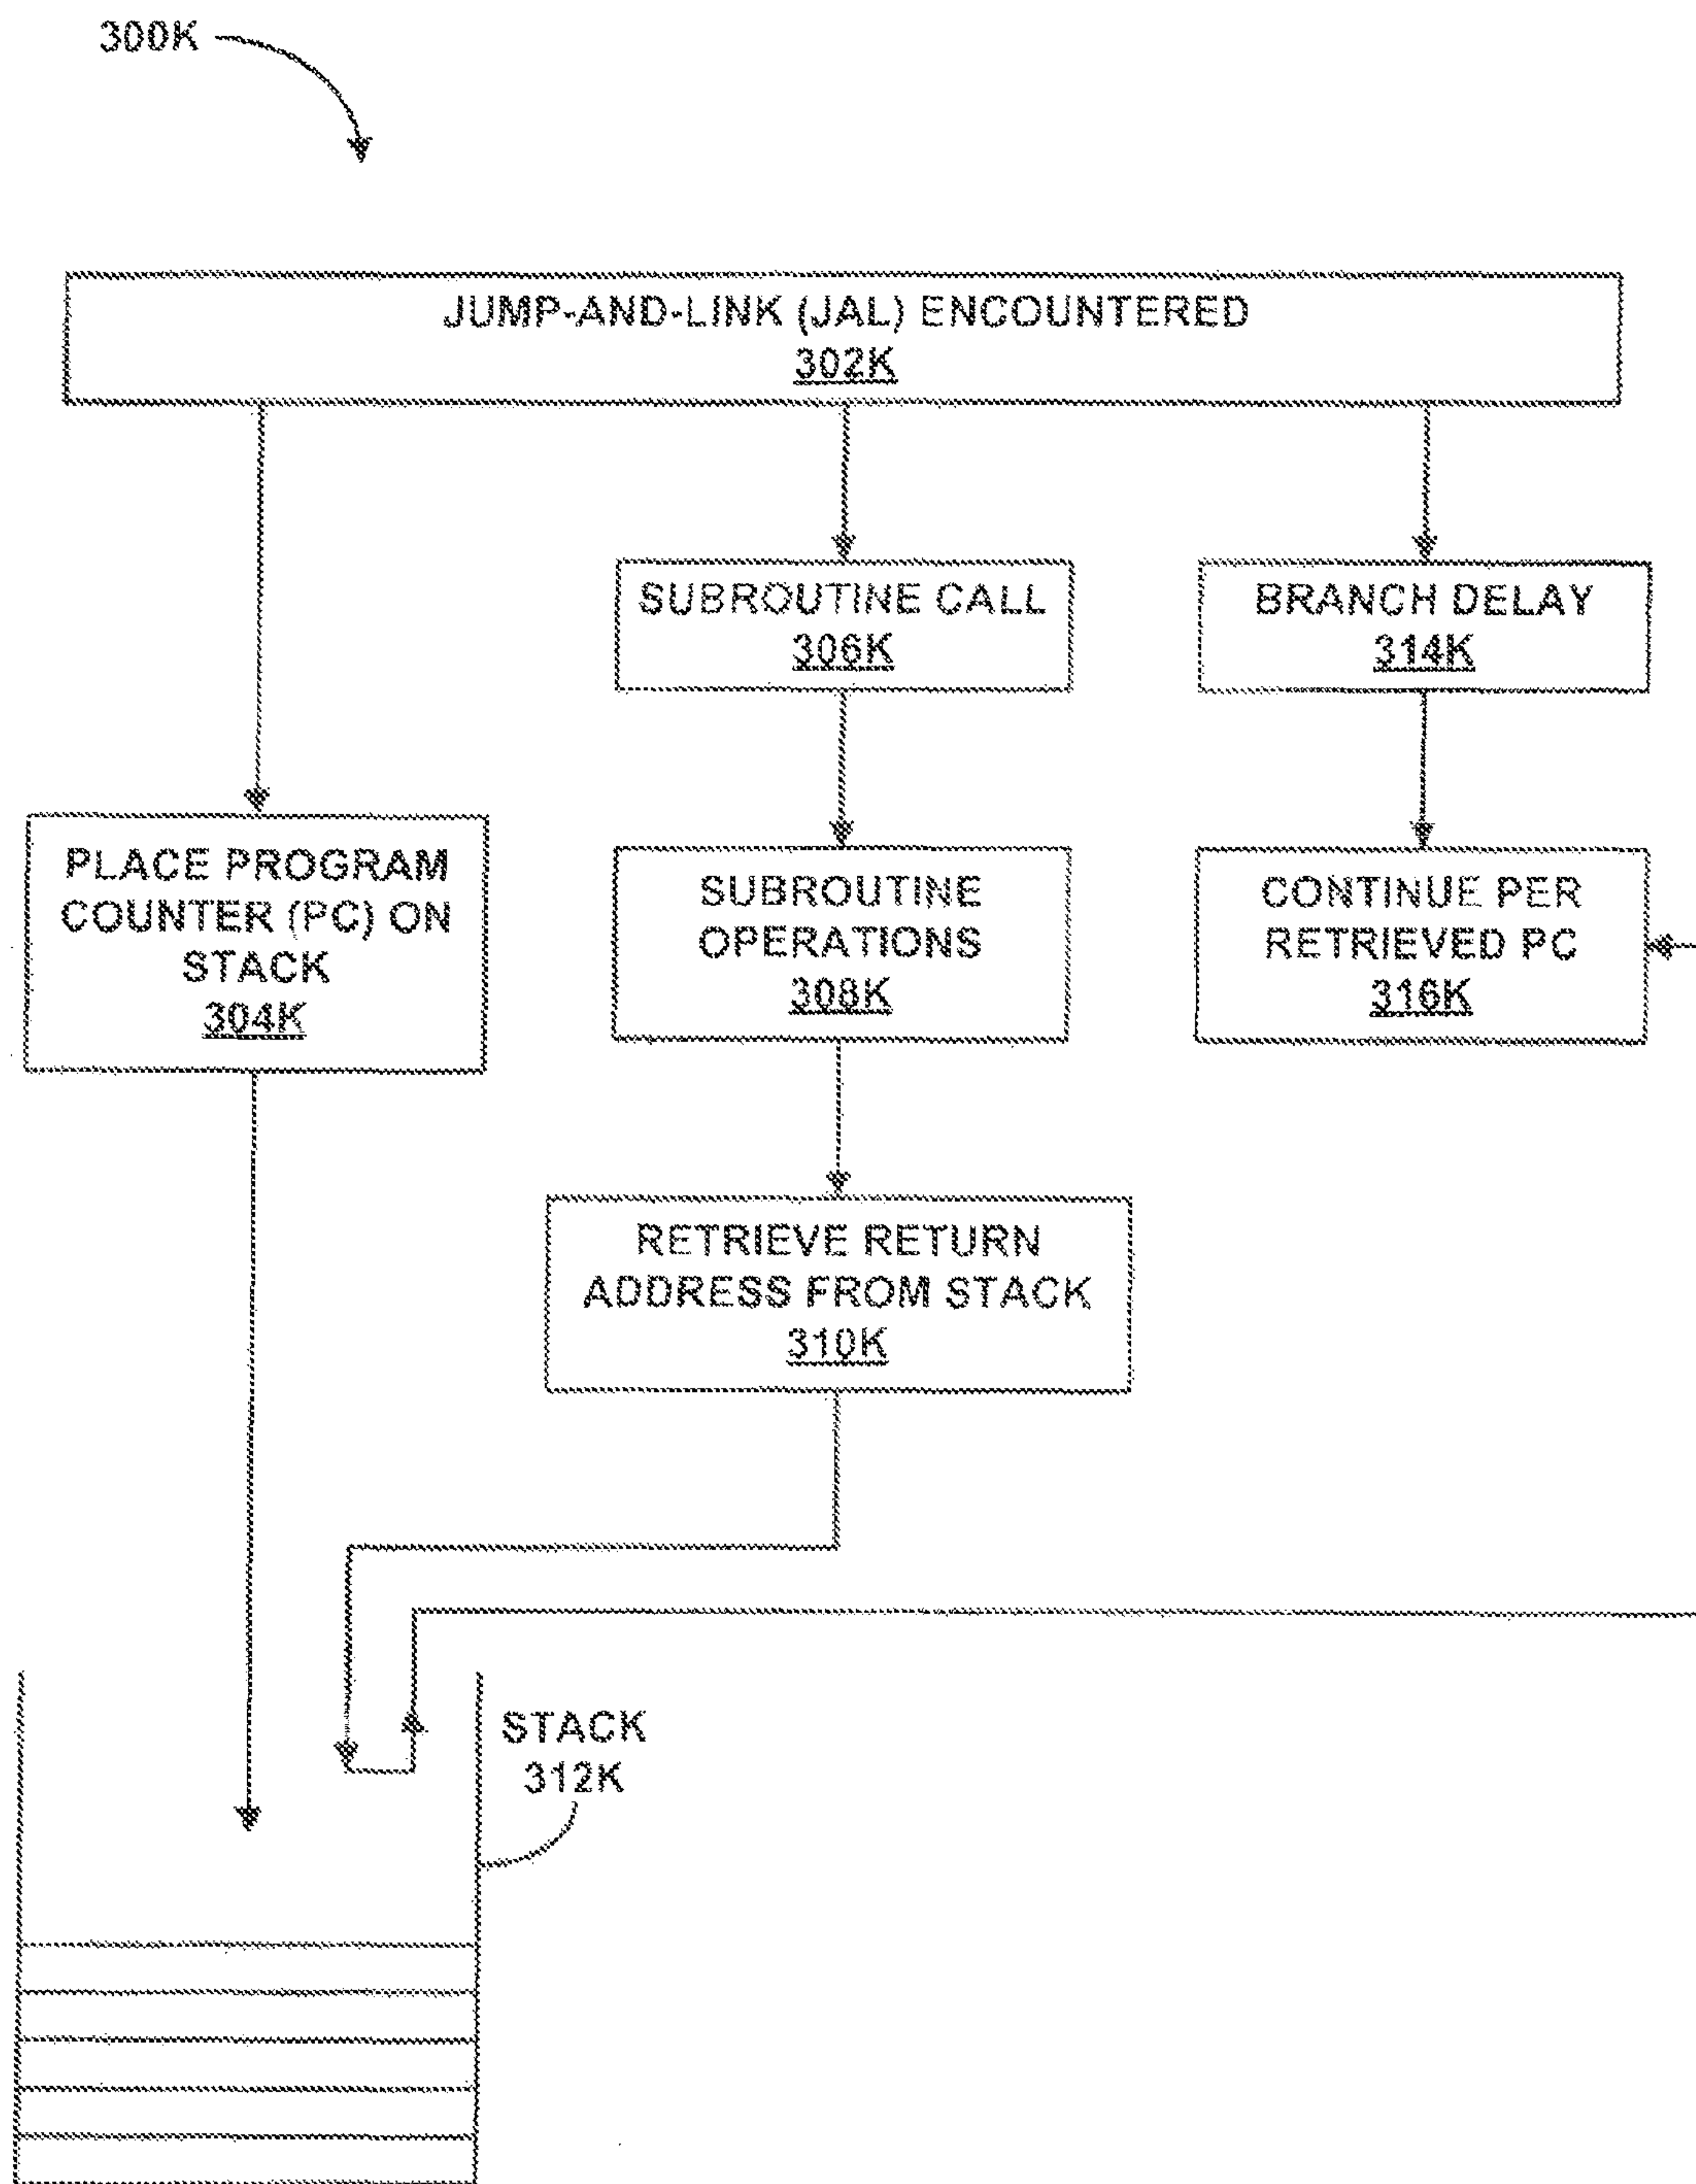 300K
JUMP-AND-LINK (JAL) ENCOUNTERED
302K
SUBROUTINE CALL
306K
BRANCH DELAY
314K
PLACE PROGRAM
COUNTER (PC) ON
STACK
304K
SUBROUTINE
OPERATIONS
308K
CONTINUE PER
RETRIEVED PC
316K
RETRIEVE RETURN
ADDRESS FROM STACK
310K
STACK
312K